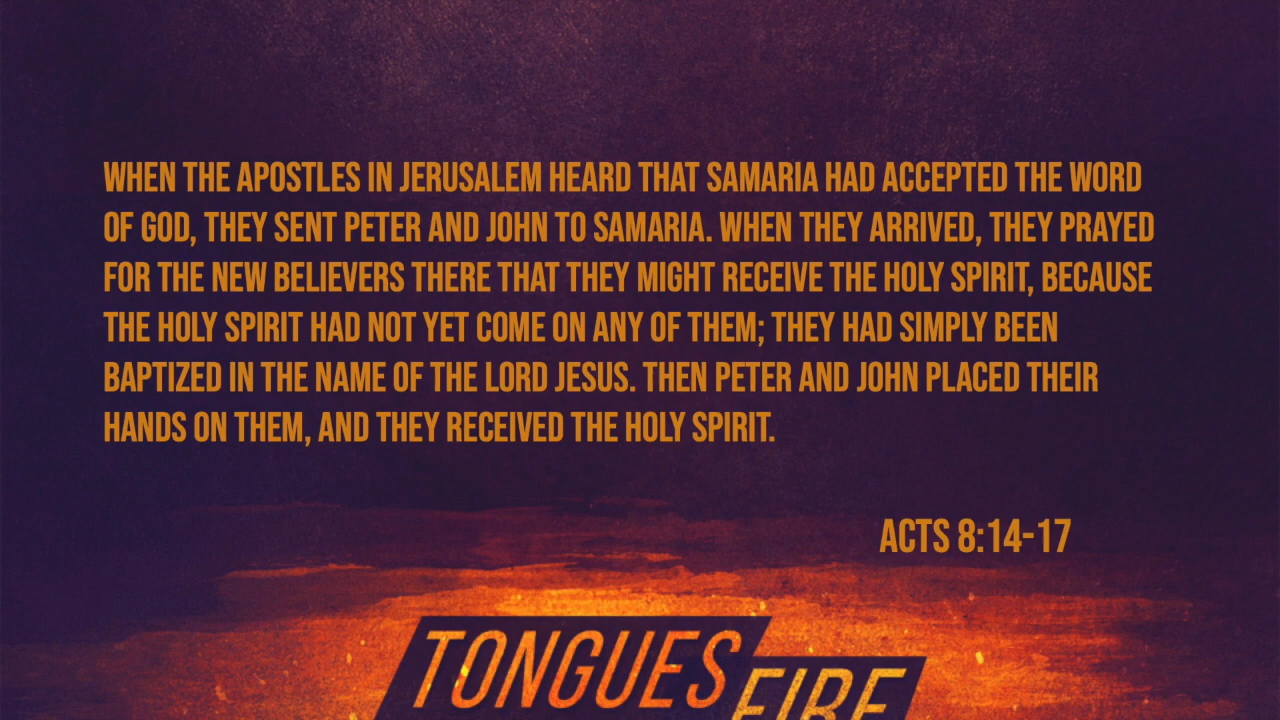 WHEN THE APOSTLES IN JERUSALEM HEARD THAT SAMARIA HAD ACCEPTED THE WORD
OF GOD, THEY SENT PETER AND JOHN TO SAMARIA. WHEN THEY ARRIVED, THEY PRAYED
FOR THE NEW BELIEVERS THERE THAT THEY MIGHT RECEIVE THE HOLY SPIRIT, BECAUSE
THE HOLY SPIRIT HAD NOT YET COME ON ANY OF THEM; THEY HAD SIMPLY BEEN
BAPTIZED IN THE NAME OF THE LORD JESUS. THEN PETER AND JOHN PLACED THEIR
HANDS ON THEM, AND THEY RECEIVED THE HOLY SPIRIT.
ACTS 8:14-17
TONGUES
FIRE